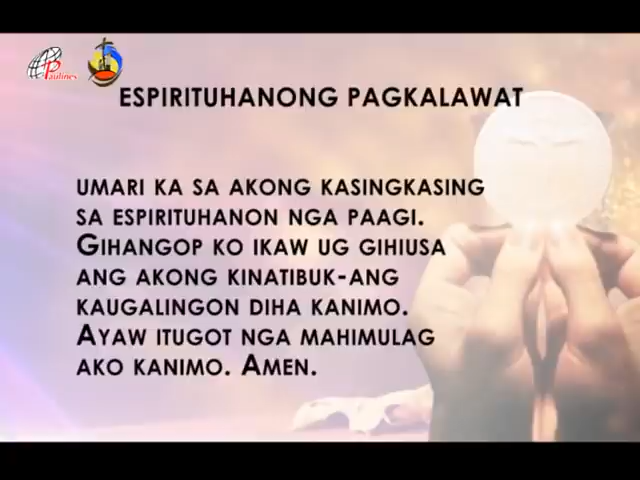 Paulines
ESPIRITUHANONG PAGKALAWAT
UMARI KA SA AKONG KASINGKASING
SA ESPIRITUHANON NGA PAAGI.
GIHANGOP KO IKAW UG GIHIUSA
ANG AKONG KINATIBUK-ANG
KAUGALINGON DIHA KANIMO.
AYAW ITUGOT NGA MAHIMULAG
AKO KANIMO. AMEN.